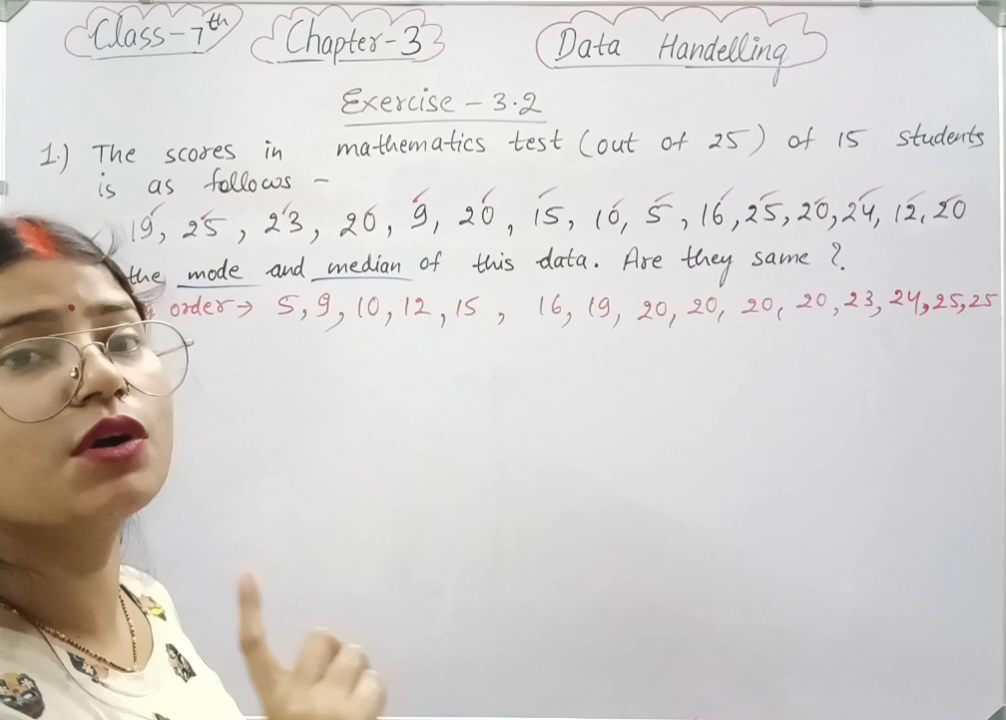 Class-7th Chapter-3 Data Handelling
Exercise - 3.2
1.) The scores in mathematics test (out of 25) of 15 students
is as follows -
19, 25, 23, 20, 9, 20, 15, 10, 5, 16, 25, 20, 24, 12, 20
the mode and median of this data. Are they same ?
order → 5, 9, 10, 12, 15, 16, 19, 20, 20, 20, 20, 23, 24, 25, 25